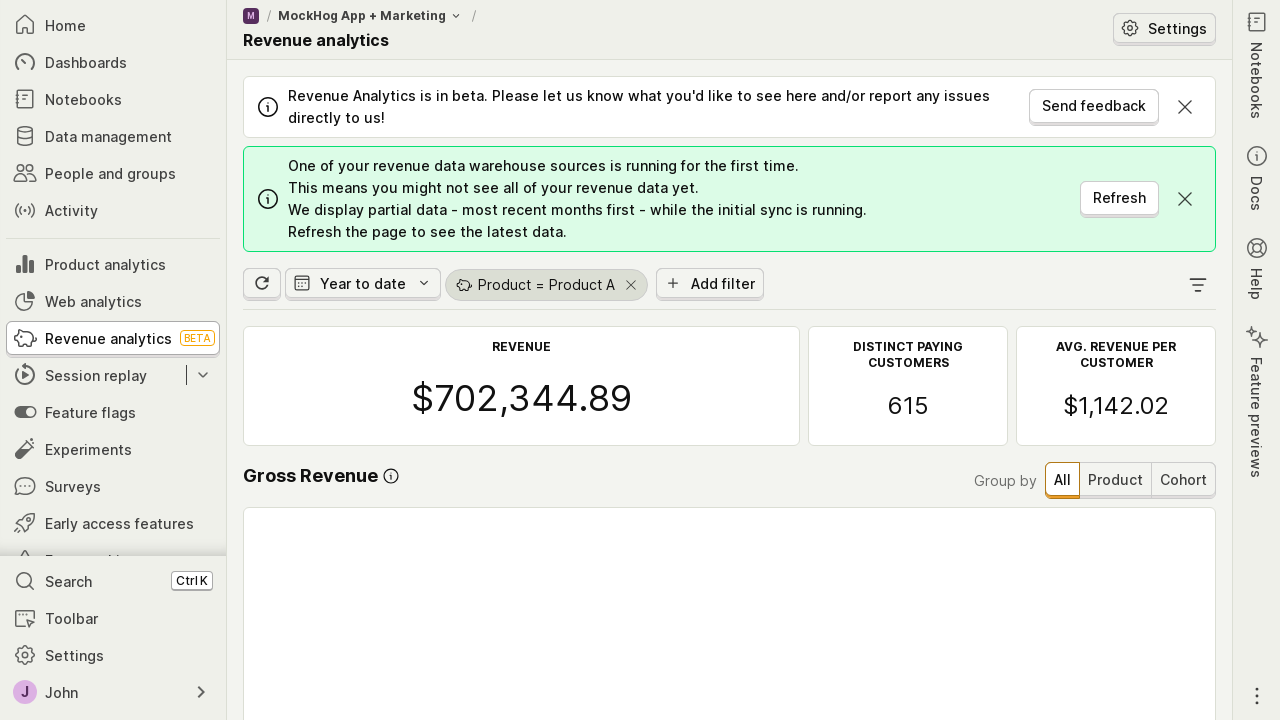 Home
Dashboards
Notebooks
Data management
People and groups
Activity
Product analytics
Web analytics
Revenue analytics BETA
Session replay
Feature flags
Experiments
Surveys
Early access features
Search Ctrl K
Toolbar
Settings
J John
M / MockHog App + Marketing /
Revenue analytics
Settings
Revenue Analytics is in beta. Please let us know what you'd like to see here and/or report any issues
directly to us!
Send feedback
One of your revenue data warehouse sources is running for the first time.
This means you might not see all of your revenue data yet.
We display partial data - most recent months first - while the initial sync is running.
Refresh the page to see the latest data.
Refresh
Year to date
Product = Product A
Add filter
REVENUE
$702,344.89
DISTINCT PAYING
CUSTOMERS
615
AVG. REVENUE PER
CUSTOMER
$1,142.02
Gross Revenue
Group by All Product Cohort
Notebooks
Docs
Help
Feature previews